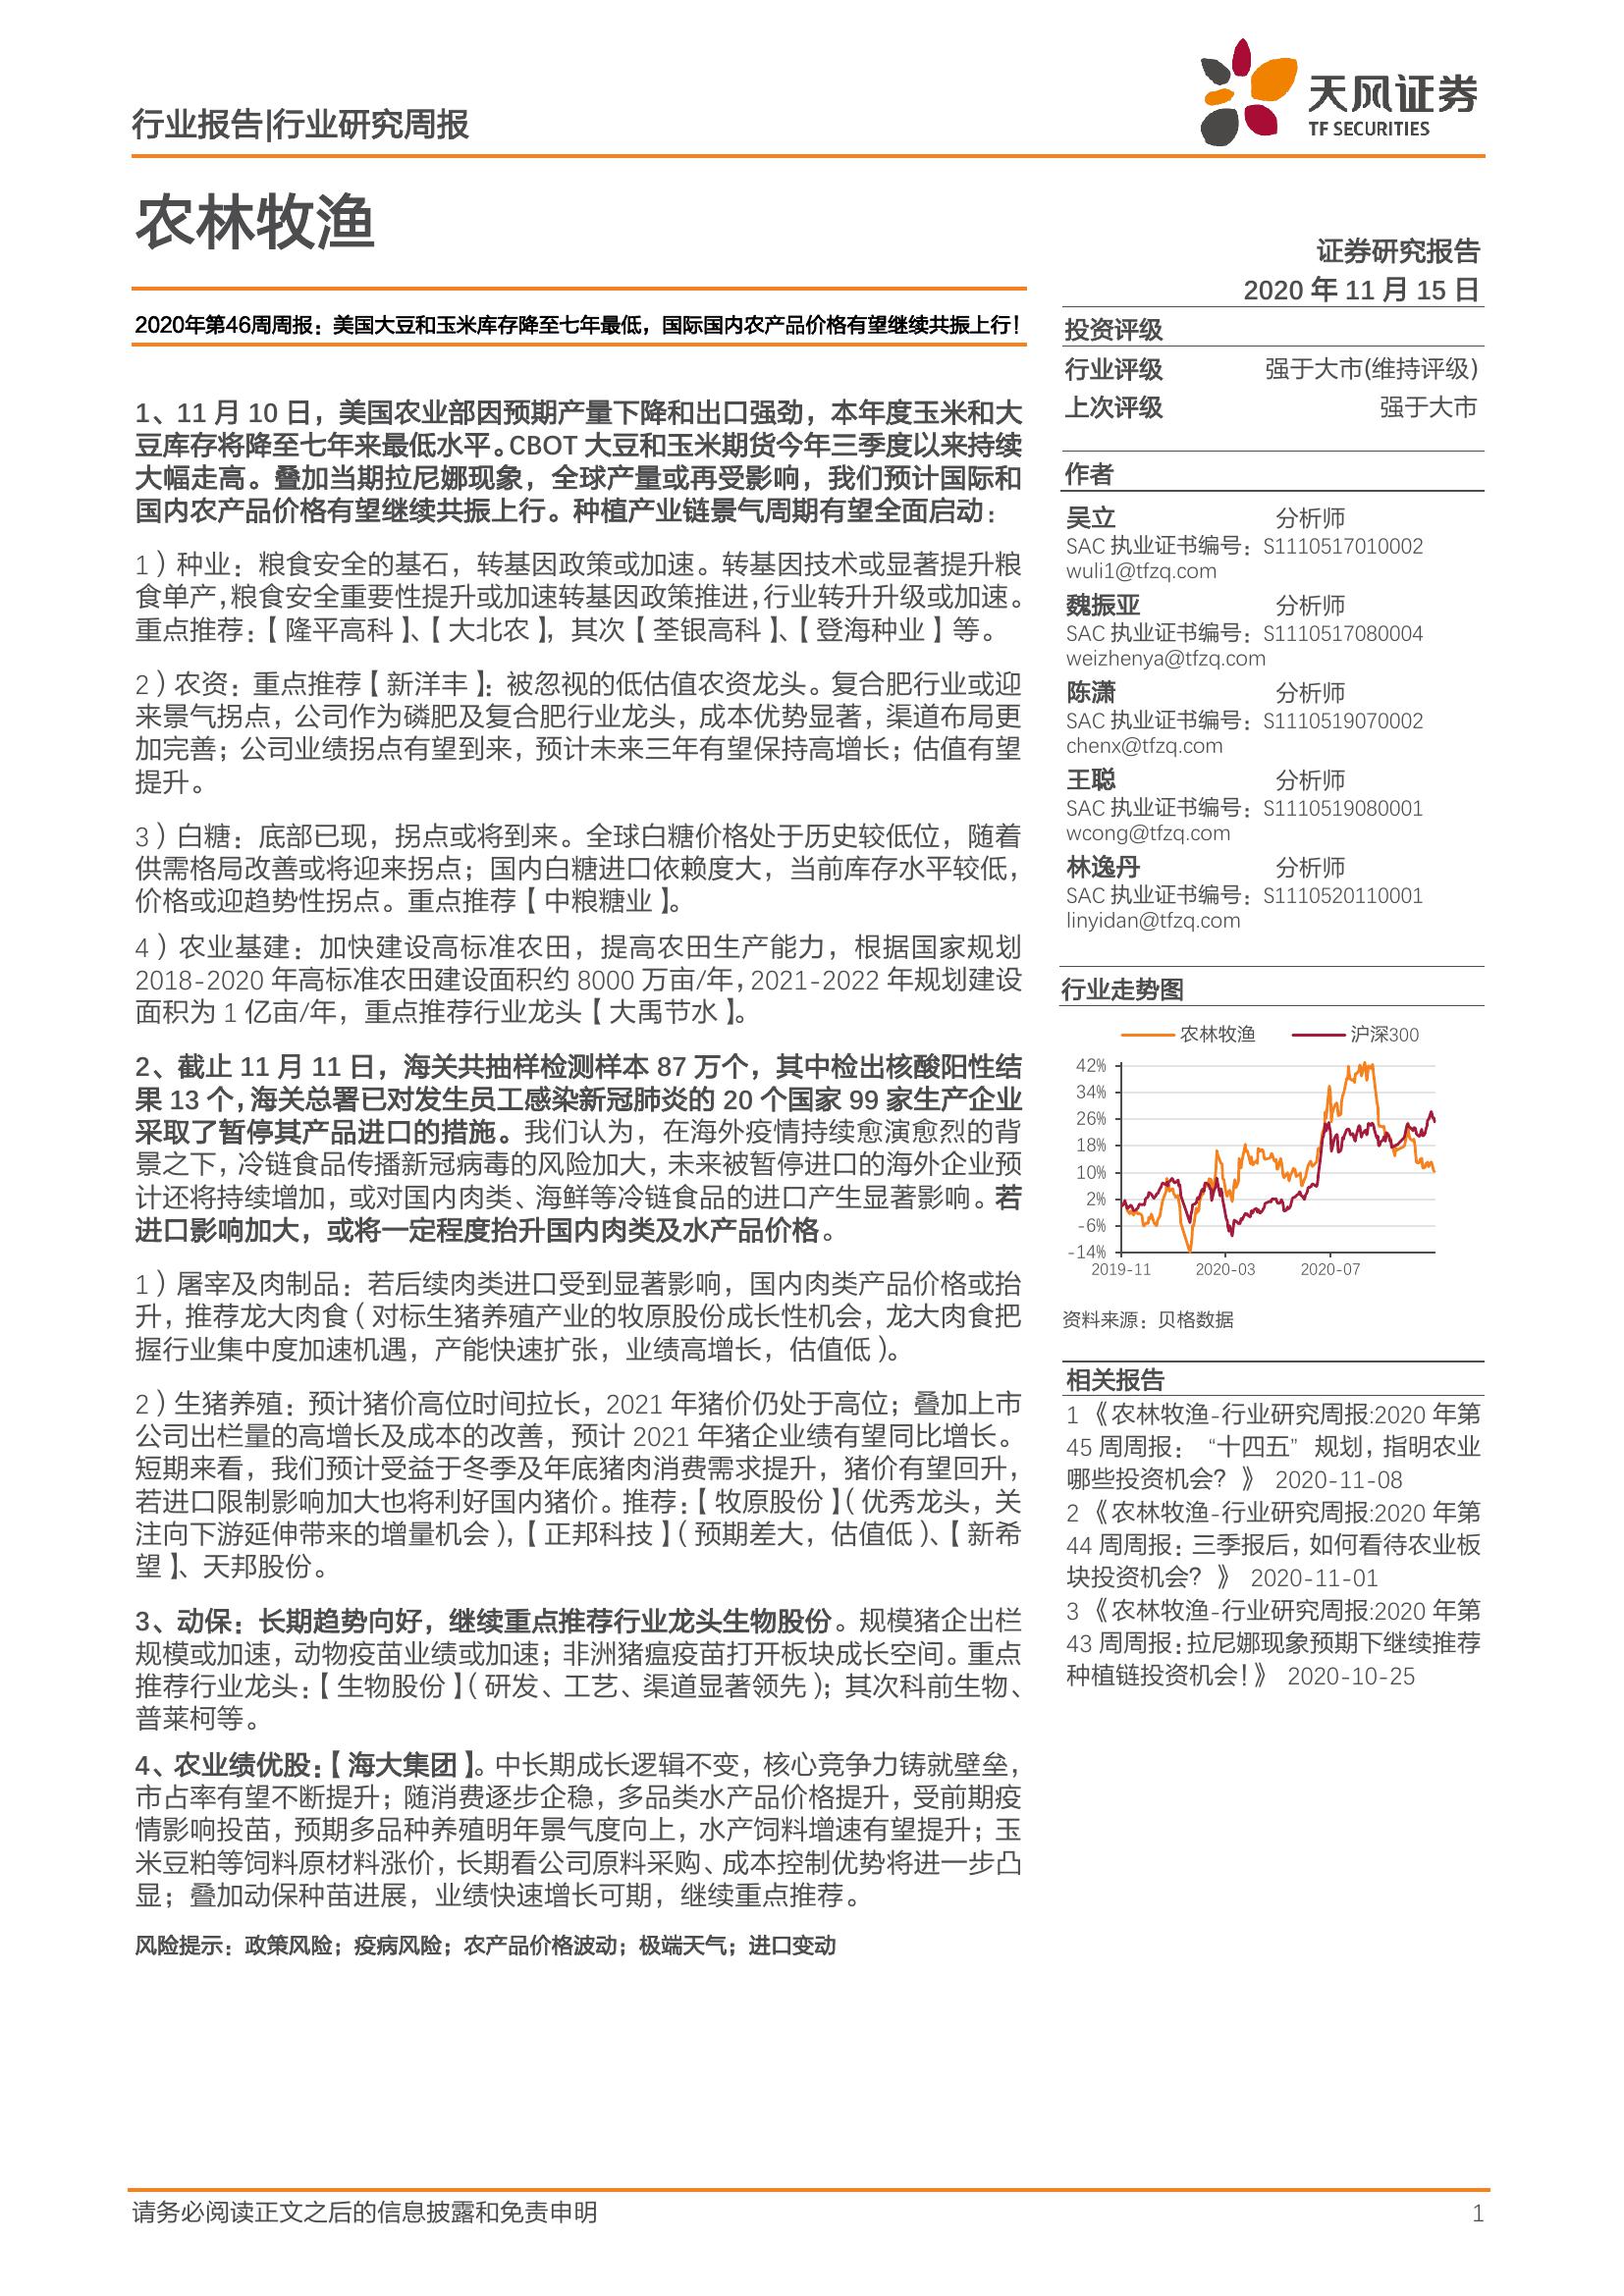 行业报告|行业研究周报
天风证券
TF SECURITIES
农林牧渔
证券研究报告
2020 年 11 月 15 日
2020年第46周周报：美国大豆和玉米库存降至七年最低，国际国内农产品价格有望继续共振上行！
1、11 月 10 日，美国农业部因预期产量下降和出口强劲，本年度玉米和大
豆库存将降至七年来最低水平。CBOT 大豆和玉米期货今年三季度以来持续
大幅走高。叠加当期拉尼娜现象，全球产量或再受影响，我们预计国际和
国内农产品价格有望继续共振上行。种植产业链景气周期有望全面启动：
1）种业：粮食安全的基石，转基因政策或加速。转基因技术或显著提升粮
食单产，粮食安全重要性提升或加速转基因政策推进，行业转升升级或加速。
重点推荐：【隆平高科】、【大北农】，其次【荃银高科】、【登海种业】等。
2）农资：重点推荐【新洋丰】：被忽视的低估值农资龙头。复合肥行业或迎
来景气拐点，公司作为磷肥及复合肥行业龙头，成本优势显著，渠道布局更
加完善；公司业绩拐点有望到来，预计未来三年有望保持高增长；估值有望
提升。
3）白糖：底部已现，拐点或将到来。全球白糖价格处于历史较低位，随着
供需格局改善或将迎来拐点；国内白糖进口依赖度大，当前库存水平较低，
价格或迎趋势性拐点。重点推荐【中粮糖业】。
4）农业基建：加快建设高标准农田，提高农田生产能力，根据国家规划
2018-2020 年高标准农田建设面积约 8000 万亩/年，2021-2022 年规划建设
面积为 1 亿亩/年，重点推荐行业龙头【大禹节水】。
2、截止 11 月 11 日，海关共抽样检测样本 87 万个，其中检出核酸阳性结
果 13 个，海关总署已对发生员工感染新冠肺炎的 20 个国家 99 家生产企业
采取了暂停其产品进口的措施。我们认为，在海外疫情持续愈演愈烈的背
景之下，冷链食品传播新冠病毒的风险加大，未来被暂停进口的海外企业预
计还将持续增加，或对国内肉类、海鲜等冷链食品的进口产生显著影响。若
进口影响加大，或将一定程度抬升国内肉类及水产品价格。
1）屠宰及肉制品：若后续肉类进口受到显著影响，国内肉类产品价格或抬
升，推荐龙大肉食（对标生猪养殖产业的牧原股份成长性机会，龙大肉食把
握行业集中度加速机遇，产能快速扩张，业绩高增长，估值低）。
2）生猪养殖：预计猪价高位时间拉长，2021 年猪价仍处于高位；叠加上市
公司出栏量的高增长及成本的改善，预计 2021 年猪企业绩有望同比增长。
短期来看，我们预计受益于冬季及年底猪肉消费需求提升，猪价有望回升，
若进口限制影响加大也将利好国内猪价。推荐：【牧原股份】（优秀龙头，关
注向下游延伸带来的增量机会），【正邦科技】（预期差大，估值低）、【新希
望】、天邦股份。
3、动保：长期趋势向好，继续重点推荐行业龙头生物股份。规模猪企出栏
规模或加速，动物疫苗业绩或加速；非洲猪瘟疫苗打开板块成长空间。重点
推荐行业龙头：【生物股份】（研发、工艺、渠道显著领先）；其次科前生物、
普莱柯等。
4、农业绩优股：【海大集团】。中长期成长逻辑不变，核心竞争力铸就壁垒，
市占率有望不断提升；随消费逐步企稳，多品类水产品价格提升，受前期疫
情影响投苗，预期多品种养殖明年景气度向上，水产饲料增速有望提升；玉
米豆粕等饲料原材料涨价，长期看公司原料采购、成本控制优势将进一步凸
显；叠加动保种苗进展，业绩快速增长可期，继续重点推荐。
风险提示：政策风险；疫病风险；农产品价格波动；极端天气；进口变动
投资评级
行业评级 强于大市(维持评级)
上次评级 强于大市
作者
吴立 分析师
SAC 执业证书编号：S1110517010002
wuli1@tfzq.com
魏振亚 分析师
SAC 执业证书编号：S1110517080004
weizhenya@tfzq.com
陈潇 分析师
SAC 执业证书编号：S1110519070002
chenx@tfzq.com
王聪 分析师
SAC 执业证书编号：S1110519080001
wcong@tfzq.com
林逸丹 分析师
SAC 执业证书编号：S1110520110001
linyidan@tfzq.com
行业走势图
农林牧渔 沪深300
42%
34%
26%
18%
10%
2%
-6%
-14%
2019-11 2020-03 2020-07
资料来源：贝格数据
相关报告
1 《农林牧渔-行业研究周报:2020 年第
45 周周报：“十四五” 规划，指明农业
哪些投资机会？》 2020-11-08
2 《农林牧渔-行业研究周报:2020 年第
44 周周报：三季报后，如何看待农业板
块投资机会？》 2020-11-01
3 《农林牧渔-行业研究周报:2020 年第
43 周周报：拉尼娜现象预期下继续推荐
种植链投资机会！》 2020-10-25
请务必阅读正文之后的信息披露和免责申明 1